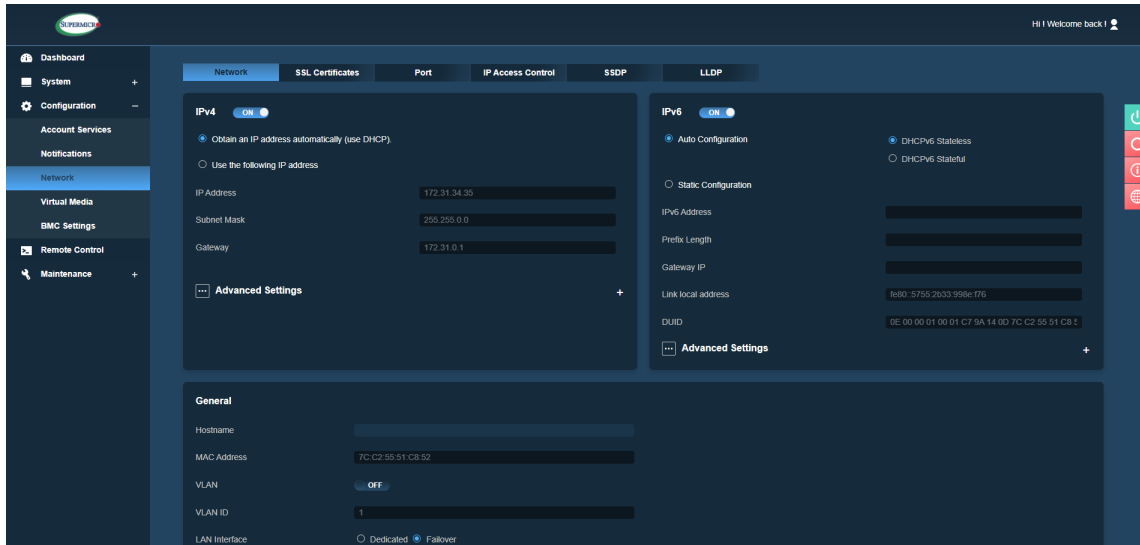 SUPERMICR
Hi ! Welcome back !
Dashboard
System +
Configuration −
Account Services
Notifications
Network
Virtual Media
BMC Settings
Remote Control
Maintenance +
Network SSL Certificates Port IP Access Control SSDP LLDP
IPv4 ON
Obtain an IP address automatically (use DHCP).
Use the following IP address
IP Address 172.31.34.35
Subnet Mask 255.255.0.0
Gateway 172.31.0.1
Advanced Settings +
IPv6 ON
Auto Configuration
DHCPv6 Stateless
DHCPv6 Stateful
Static Configuration
IPv6 Address
Prefix Length
Gateway IP
Link local address fe80::5755:2b33:998e:f76
DUID 0E 00 00 01 00 01 C7 9A 14 0D 7C C2 55 51 C8 5
Advanced Settings +
General
Hostname
MAC Address 7C:C2:55:51:C8:52
VLAN OFF
VLAN ID 1
LAN Interface Dedicated Failover